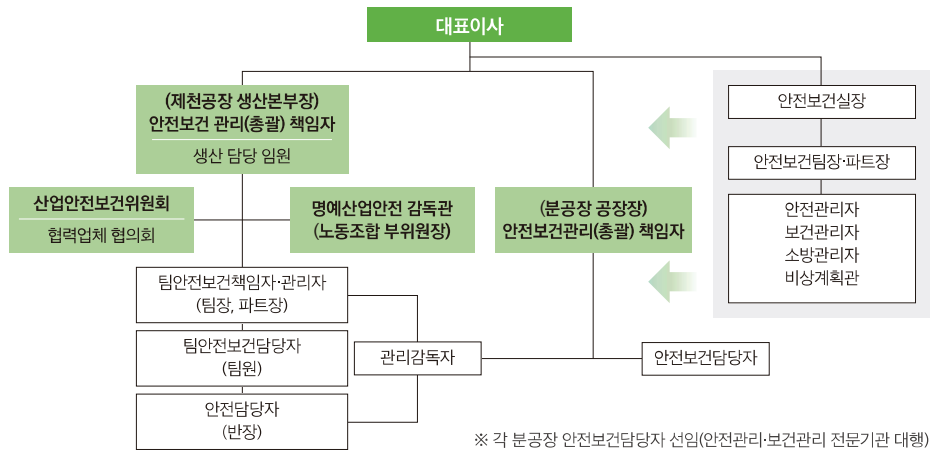 대표이사
(제천공장 생산본부장)
안전보건 관리(총괄) 책임자
생산 담당 임원
산업안전보건위원회
협력업체 협의회
명예산업안전 감독관
(노동조합 부위원장)
(분공장 공장장)
안전보건관리(총괄) 책임자
안전보건실장
안전보건팀장·파트장
안전관리자
보건관리자
소방관리자
비상계획관
팀안전보건책임자·관리자
(팀장, 파트장)
팀안전보건담당자
(팀원)
안전담당자
(반장)
관리감독자
안전보건담당자
※ 각 분공장 안전보건담당자 선임(안전관리·보건관리 전문기관 대행)